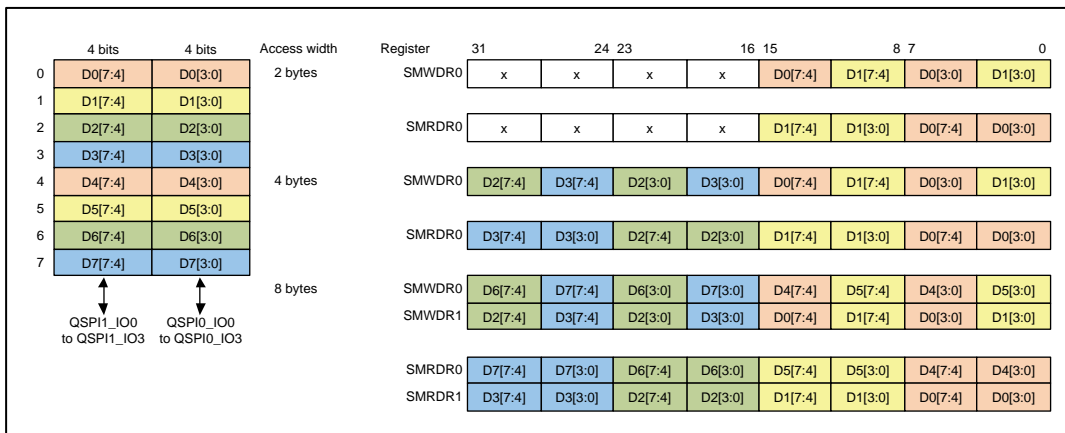 4 bits 4 bits Access width Register 31 24 23 16 15 8 7 0
0 D0[7:4] D0[3:0] 2 bytes SMWDR0 x x x x D0[7:4] D1[7:4] D0[3:0] D1[3:0]
1 D1[7:4] D1[3:0]
2 D2[7:4] D2[3:0] SMRDR0 x x x x D1[7:4] D1[3:0] D0[7:4] D0[3:0]
3 D3[7:4] D3[3:0]
4 D4[7:4] D4[3:0] 4 bytes SMWDR0 D2[7:4] D3[7:4] D2[3:0] D3[3:0] D0[7:4] D1[7:4] D0[3:0] D1[3:0]
5 D5[7:4] D5[3:0]
6 D6[7:4] D6[3:0] SMRDR0 D3[7:4] D3[3:0] D2[7:4] D2[3:0] D1[7:4] D1[3:0] D0[7:4] D0[3:0]
7 D7[7:4] D7[3:0]
8 bytes SMWDR0 D6[7:4] D7[7:4] D6[3:0] D7[3:0] D4[7:4] D5[7:4] D4[3:0] D5[3:0]
QSPI1_IO0 QSPI0_IO0 SMWDR1 D2[7:4] D3[7:4] D2[3:0] D3[3:0] D0[7:4] D1[7:4] D0[3:0] D1[3:0]
to QSPI1_IO3 to QSPI0_IO3
SMRDR0 D7[7:4] D7[3:0] D6[7:4] D6[3:0] D5[7:4] D5[3:0] D4[7:4] D4[3:0]
SMRDR1 D3[7:4] D3[3:0] D2[7:4] D2[3:0] D1[7:4] D1[3:0] D0[7:4] D0[3:0]